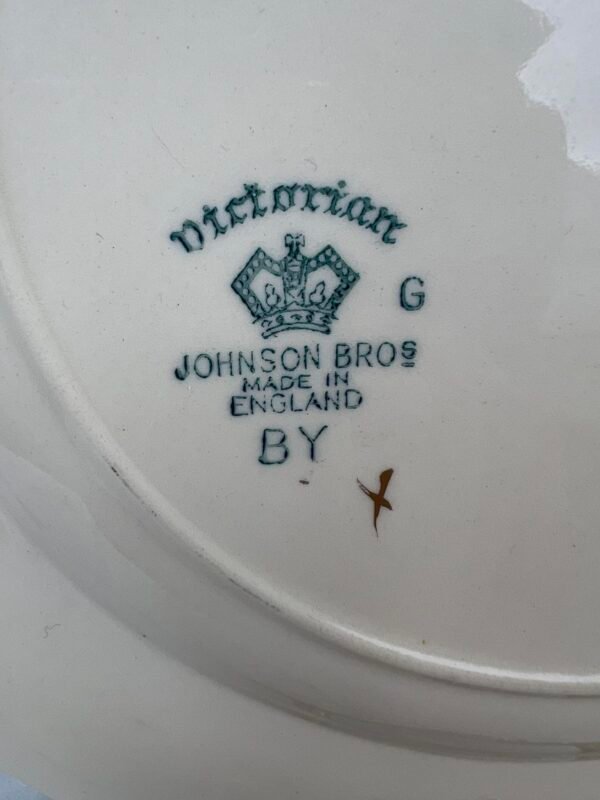 Victorian
G
JOHNSON BROS
MADE IN
ENGLAND
BY